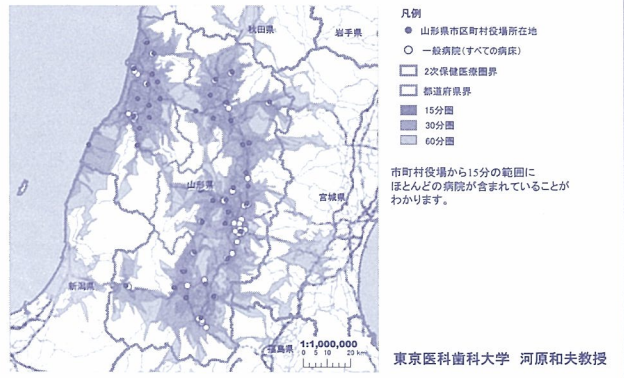 凡例
山形県市区町村役場所在地
一般病院(すべての病床)
2次保健医療圏界
都道府県界
15分圏
30分圏
60分圏
市町村役場から15分の範囲に
ほとんどの病院が含まれていることが
わかります。
秋田県
岩手県
山形県
宮城県
新潟県
福島県
1:1,000,000
0 5 10 20 km
東京医科歯科大学 河原和夫教授